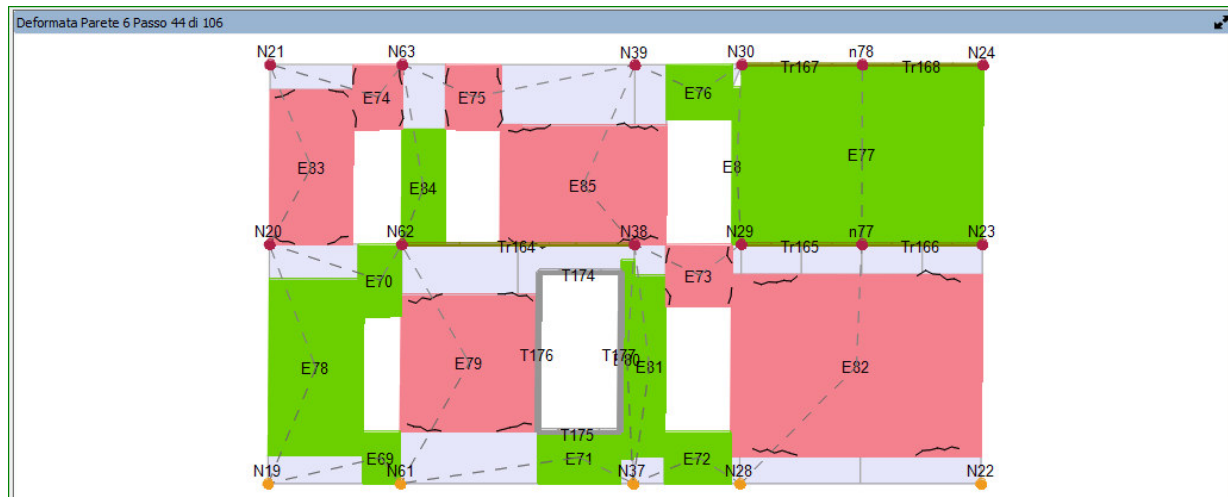 Deformata Parete 6 Passo 44 di 106
N21 N63 N39 N30 n78 N24
Tr167 Tr168
E74 E75 E76
E83 E84 E85 E8 E77
N20 N62 N38 N29 n77 N23
Tr164 Tr165 Tr166
E70 T174 E73
E78 E79 T176 T177 E80 E81 E82
T175
E69 E71 E72
N19 N61 N37 N28 N22